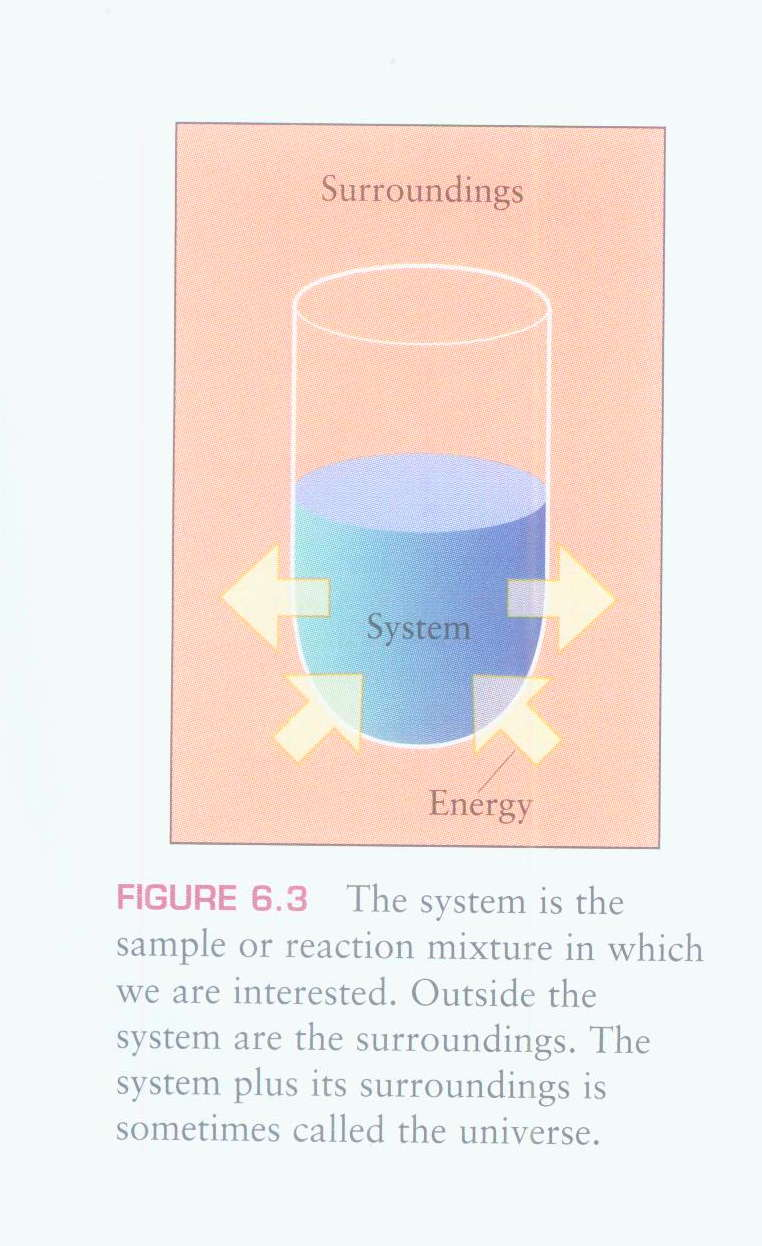 Surroundings
System
Energy
FIGURE 6.3 The system is the
sample or reaction mixture in which
we are interested. Outside the
system are the surroundings. The
system plus its surroundings is
sometimes called the universe.